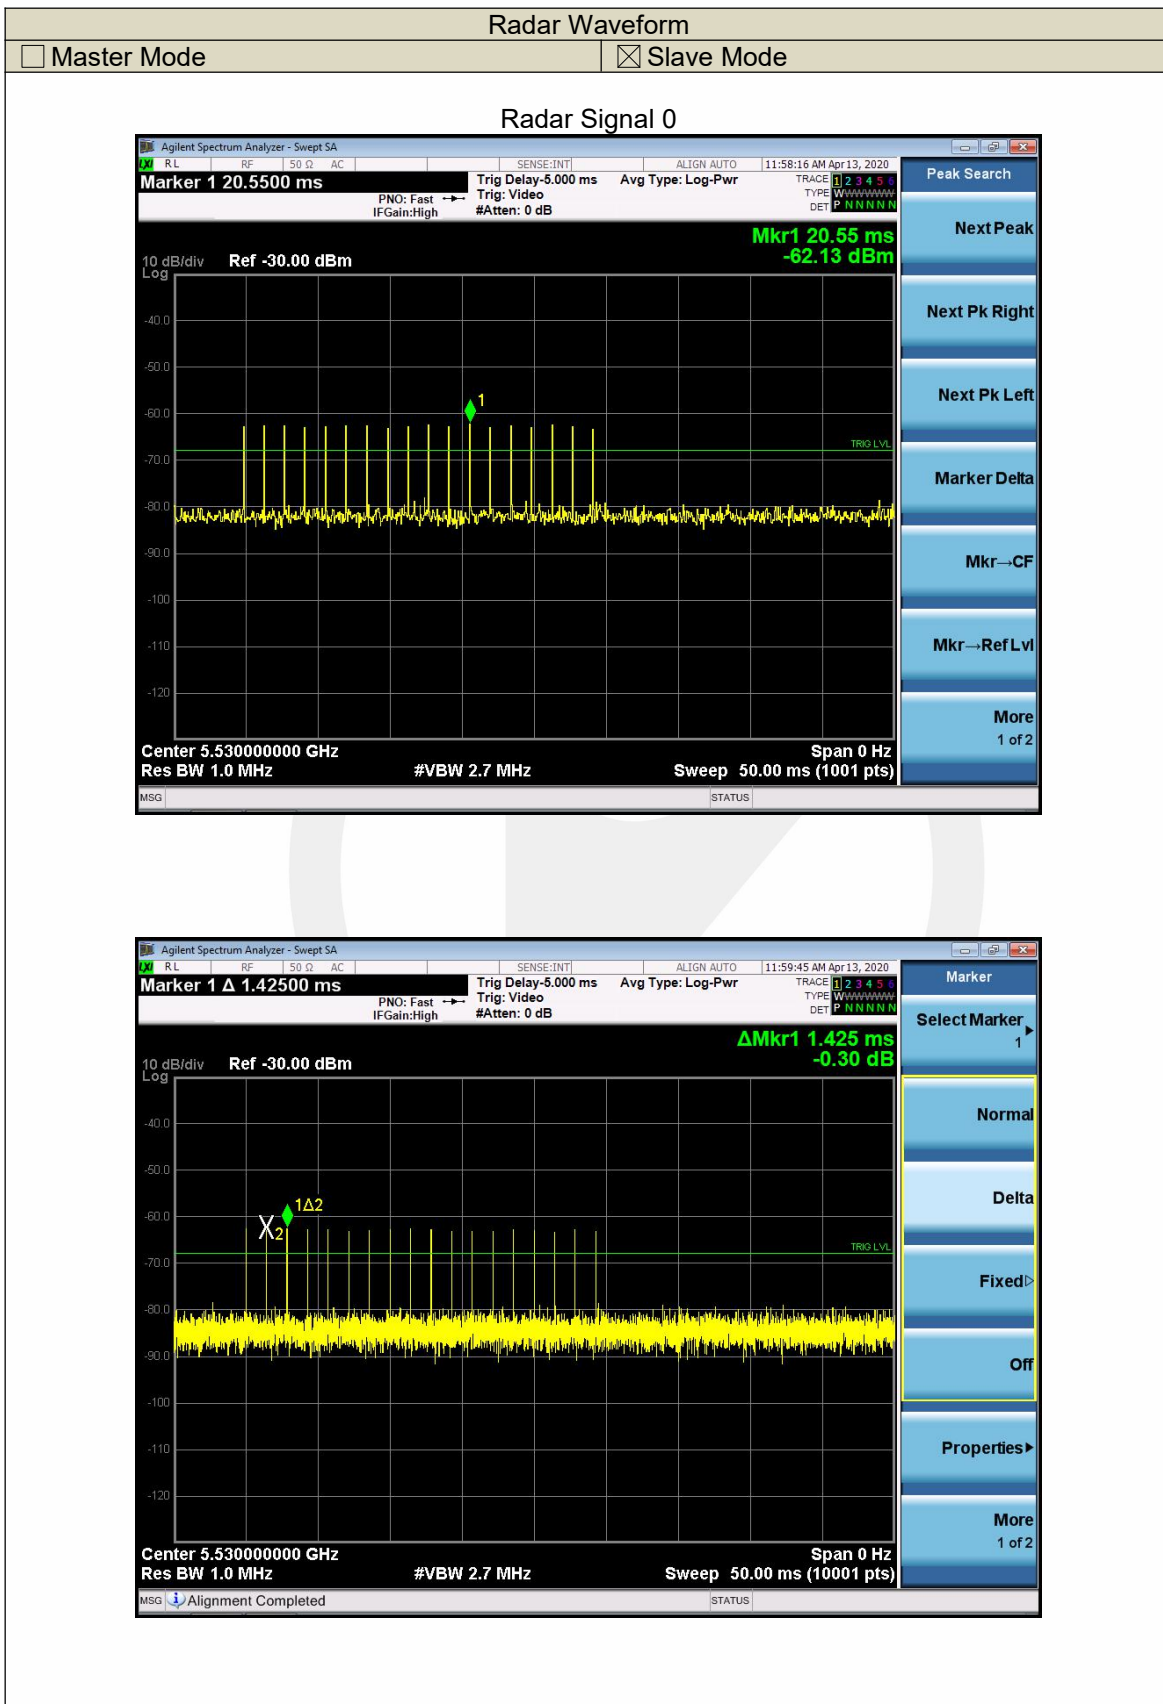 Radar Waveform
Master Mode
Slave Mode
Radar Signal 0
Agilent Spectrum Analyzer - Swept SA
LXI RL RF 50 Ω AC SENSE:INT ALIGN AUTO 11:58:16 AM Apr 13, 2020
Marker 1 20.5500 ms
PNO: Fast
IFGain:High
Trig Delay-5.000 ms
Trig: Video
#Atten: 0 dB
Avg Type: Log-Pwr
TRACE 1 2 3 4 5 6
TYPE WWWWWW
DET P N N N N N
Mkr1 20.55 ms
-62.13 dBm
10 dB/div
Log
Ref -30.00 dBm
-40.0
-50.0
-60.0
-70.0
-80.0
-90.0
-100
-110
-120
1
TRIG LVL
Center 5.530000000 GHz
Span 0 Hz
Res BW 1.0 MHz
#VBW 2.7 MHz
Sweep 50.00 ms (1001 pts)
MSG
STATUS
Peak Search
Next Peak
Next Pk Right
Next Pk Left
Marker Delta
Mkr→CF
Mkr→Ref Lvl
More
1 of 2
Agilent Spectrum Analyzer - Swept SA
LXI RL RF 50 Ω AC SENSE:INT ALIGN AUTO 11:59:45 AM Apr 13, 2020
Marker 1 Δ 1.42500 ms
PNO: Fast
IFGain:High
Trig Delay-5.000 ms
Trig: Video
#Atten: 0 dB
Avg Type: Log-Pwr
TRACE 1 2 3 4 5 6
TYPE WWWWWW
DET P N N N N N
ΔMkr1 1.425 ms
-0.30 dB
10 dB/div
Log
Ref -30.00 dBm
-40.0
-50.0
-60.0
-70.0
-80.0
-90.0
-100
-110
-120
X2
1Δ2
TRIG LVL
Center 5.530000000 GHz
Span 0 Hz
Res BW 1.0 MHz
#VBW 2.7 MHz
Sweep 50.00 ms (10001 pts)
MSG
Alignment Completed
STATUS
Marker
Select Marker
1
Normal
Delta
Fixed
Off
Properties
More
1 of 2